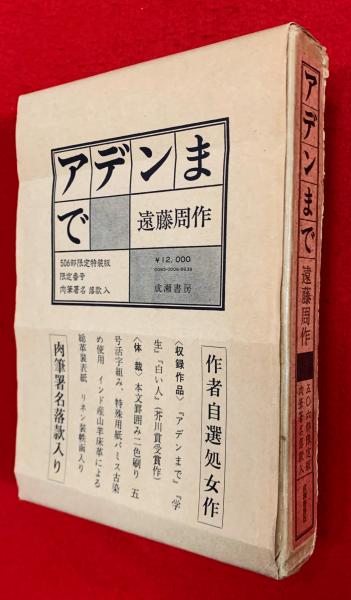 アデンま
で
遠藤周作
506部限定特装版
限定番号
肉筆署名 落款入
¥12,000
0093-2006-6939
成瀬書房
作者自選処女作
〈収録作品〉『アデンまで』『学
生』『白い人』(芥川賞受賞作)
〈体 裁〉本文罫囲み二色刷り 五
号活字組み、特殊用紙バミス古染
め使用 インド産山羊床革による
総革装表紙 リネン装帙函入り
肉筆署名落款入り
アデンまで
遠藤周作
五〇六部限定版
肉筆署名落款入